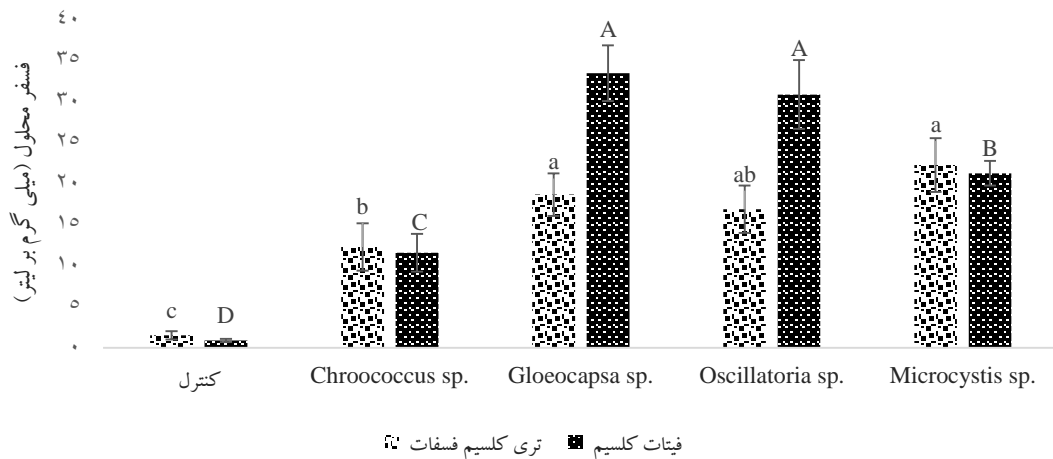 فسفر محلول (میلی گرم بر لیتر)
۴۰
۳۵
۳۰
۲۵
۲۰
۱۵
۱۰
۵
۰
c
D
b
C
a
A
ab
A
a
B
کنترل
Chroococcus sp.
Gloeocapsa sp.
Oscillatoria sp.
Microcystis sp.
تری کلسیم فسفات
فیتات کلسیم